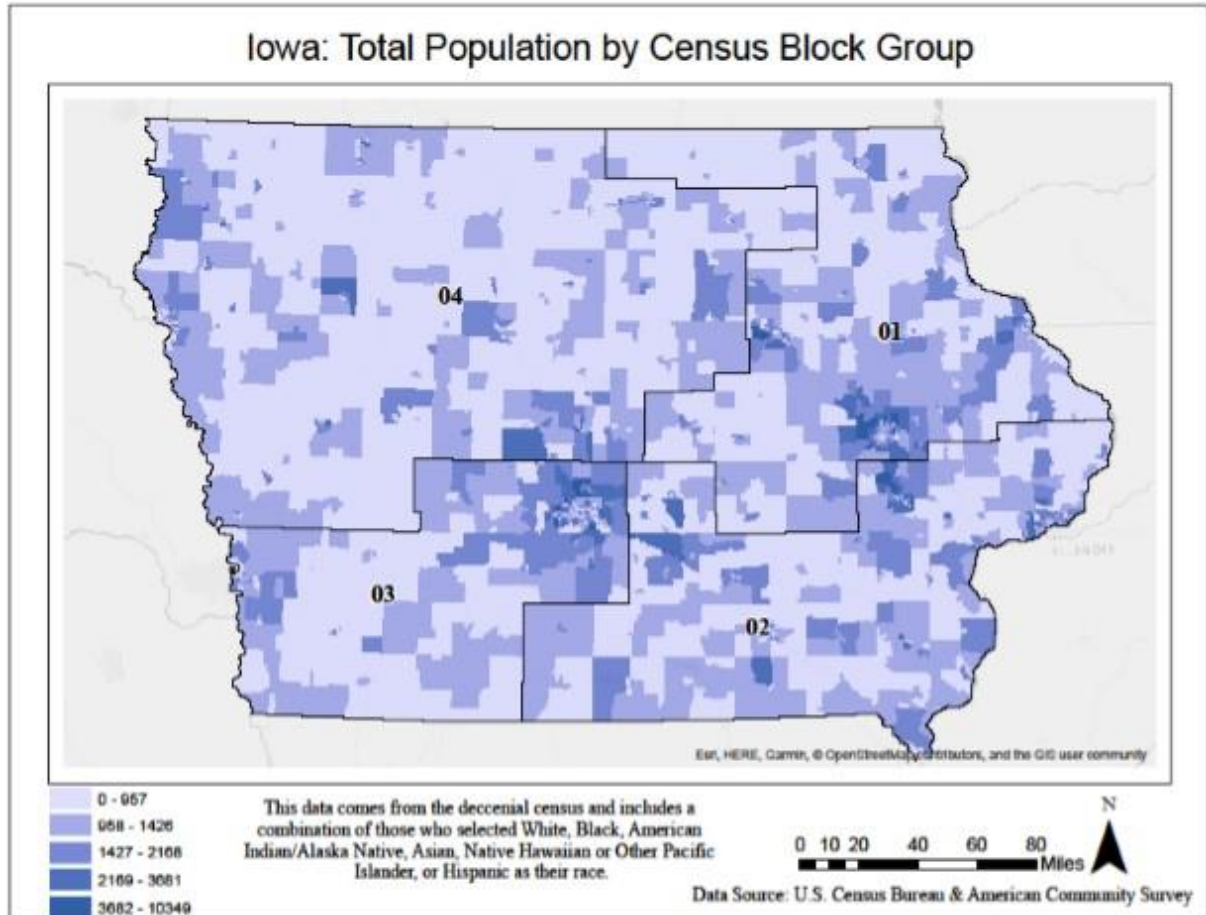 Iowa: Total Population by Census Block Group
04
01
03
02
ILLINOIS
Esri, HERE, Garmin, © OpenStreetMap contributors, and the GIS user community
0 - 957
958 - 1426
1427 - 2168
2169 - 3681
3682 - 10349
This data comes from the deccenial census and includes a
combination of those who selected White, Black, American
Indian/Alaska Native, Asian, Native Hawaiian or Other Pacific
Islander, or Hispanic as their race.
N
0 10 20 40 60 80
Miles
Data Source: U.S. Census Bureau & American Community Survey